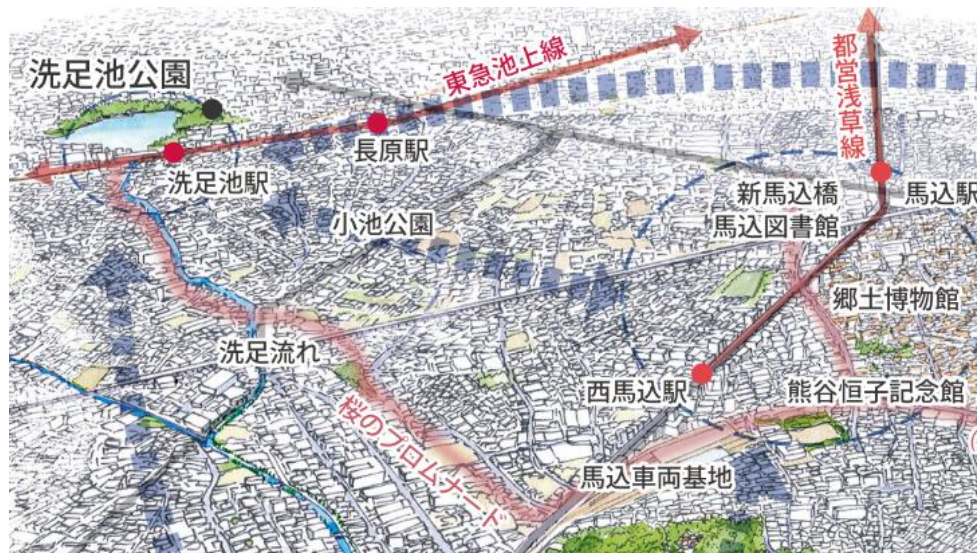 洗足池公園
東急池上線
都営浅草線
長原駅
洗足池駅
新馬込橋
馬込駅
小池公園
馬込図書館
郷土博物館
洗足流れ
西馬込駅
熊谷恒子記念館
桜のプロムナード
馬込車両基地